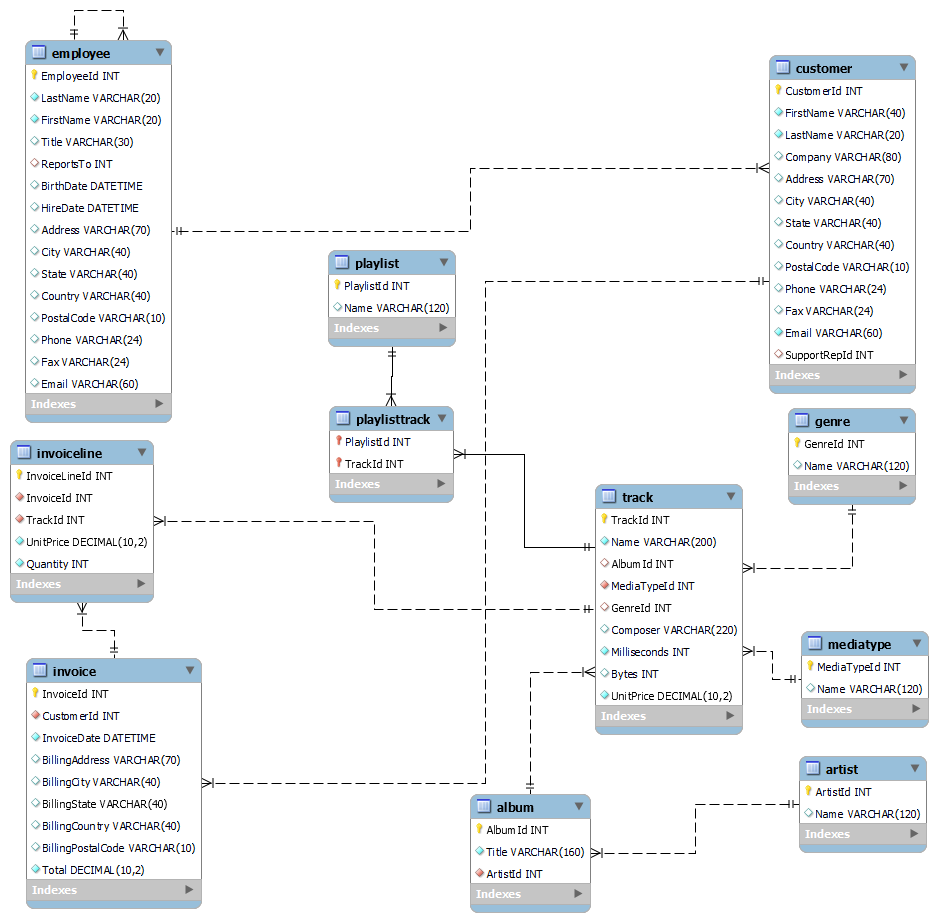 employee
EmployeeId INT
LastName VARCHAR(20)
FirstName VARCHAR(20)
Title VARCHAR(30)
ReportsTo INT
BirthDate DATETIME
HireDate DATETIME
Address VARCHAR(70)
City VARCHAR(40)
State VARCHAR(40)
Country VARCHAR(40)
PostalCode VARCHAR(10)
Phone VARCHAR(24)
Fax VARCHAR(24)
Email VARCHAR(60)
Indexes
customer
CustomerId INT
FirstName VARCHAR(40)
LastName VARCHAR(20)
Company VARCHAR(80)
Address VARCHAR(70)
City VARCHAR(40)
State VARCHAR(40)
Country VARCHAR(40)
PostalCode VARCHAR(10)
Phone VARCHAR(24)
Fax VARCHAR(24)
Email VARCHAR(60)
SupportRepId INT
Indexes
playlist
PlaylistId INT
Name VARCHAR(120)
Indexes
playlisttrack
PlaylistId INT
TrackId INT
Indexes
genre
GenreId INT
Name VARCHAR(120)
Indexes
invoiceline
InvoiceLineId INT
InvoiceId INT
TrackId INT
UnitPrice DECIMAL(10,2)
Quantity INT
Indexes
track
TrackId INT
Name VARCHAR(200)
AlbumId INT
MediaTypeId INT
GenreId INT
Composer VARCHAR(220)
Milliseconds INT
Bytes INT
UnitPrice DECIMAL(10,2)
Indexes
mediatype
MediaTypeId INT
Name VARCHAR(120)
Indexes
invoice
InvoiceId INT
CustomerId INT
InvoiceDate DATETIME
BillingAddress VARCHAR(70)
BillingCity VARCHAR(40)
BillingState VARCHAR(40)
BillingCountry VARCHAR(40)
BillingPostalCode VARCHAR(10)
Total DECIMAL(10,2)
Indexes
artist
ArtistId INT
Name VARCHAR(120)
Indexes
album
AlbumId INT
Title VARCHAR(160)
ArtistId INT
Indexes